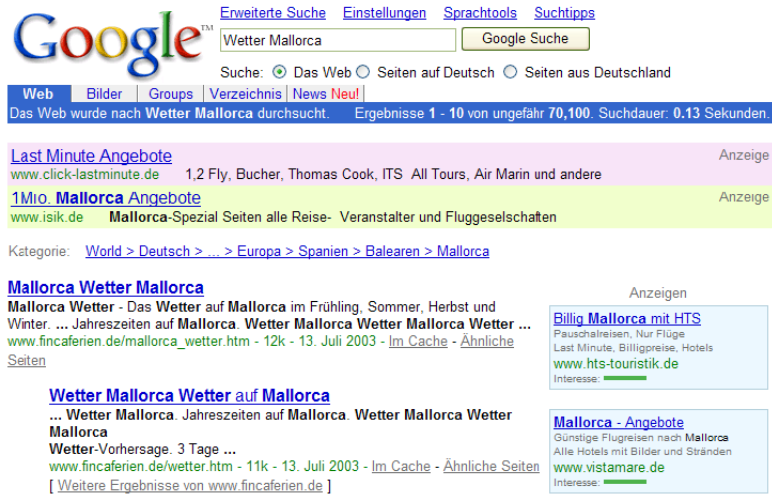 Google™
Erweiterte Suche Einstellungen Sprachtools Suchtipps
Wetter Mallorca Google Suche
Suche: Das Web Seiten auf Deutsch Seiten aus Deutschland
Web Bilder Groups Verzeichnis News Neu!
Das Web wurde nach Wetter Mallorca durchsucht. Ergebnisse 1 - 10 von ungefähr 70,100. Suchdauer: 0.13 Sekunden.
Last Minute Angebote Anzeige
www.click-lastminute.de 1,2 Fly, Bucher, Thomas Cook, ITS All Tours, Air Marin und andere
1Mio. Mallorca Angebote Anzeige
www.isik.de Mallorca-Spezial Seiten alle Reise- Veranstalter und Fluggeselschaften
Kategorie: World > Deutsch > ... > Europa > Spanien > Balearen > Mallorca
Mallorca Wetter Mallorca
Mallorca Wetter - Das Wetter auf Mallorca im Frühling, Sommer, Herbst und
Winter. ... Jahreszeiten auf Mallorca. Wetter Mallorca Wetter Mallorca Wetter ...
www.fincaferien.de/mallorca_wetter.htm - 12k - 13. Juli 2003 - Im Cache - Ähnliche
Seiten
Wetter Mallorca Wetter auf Mallorca
... Wetter Mallorca. Jahreszeiten auf Mallorca. Wetter Mallorca Wetter
Mallorca
Wetter-Vorhersage. 3 Tage ...
www.fincaferien.de/wetter.htm - 11k - 13. Juli 2003 - Im Cache - Ähnliche Seiten
[ Weitere Ergebnisse von www.fincaferien.de ]
Anzeigen
Billig Mallorca mit HTS
Pauschalreisen, Nur Flüge
Last Minute, Billigpreise, Hotels
www.hts-touristik.de
Interesse:
Mallorca - Angebote
Günstige Flugreisen nach Mallorca
Alle Hotels mit Bilder und Stränden
www.vistamare.de
Interesse: